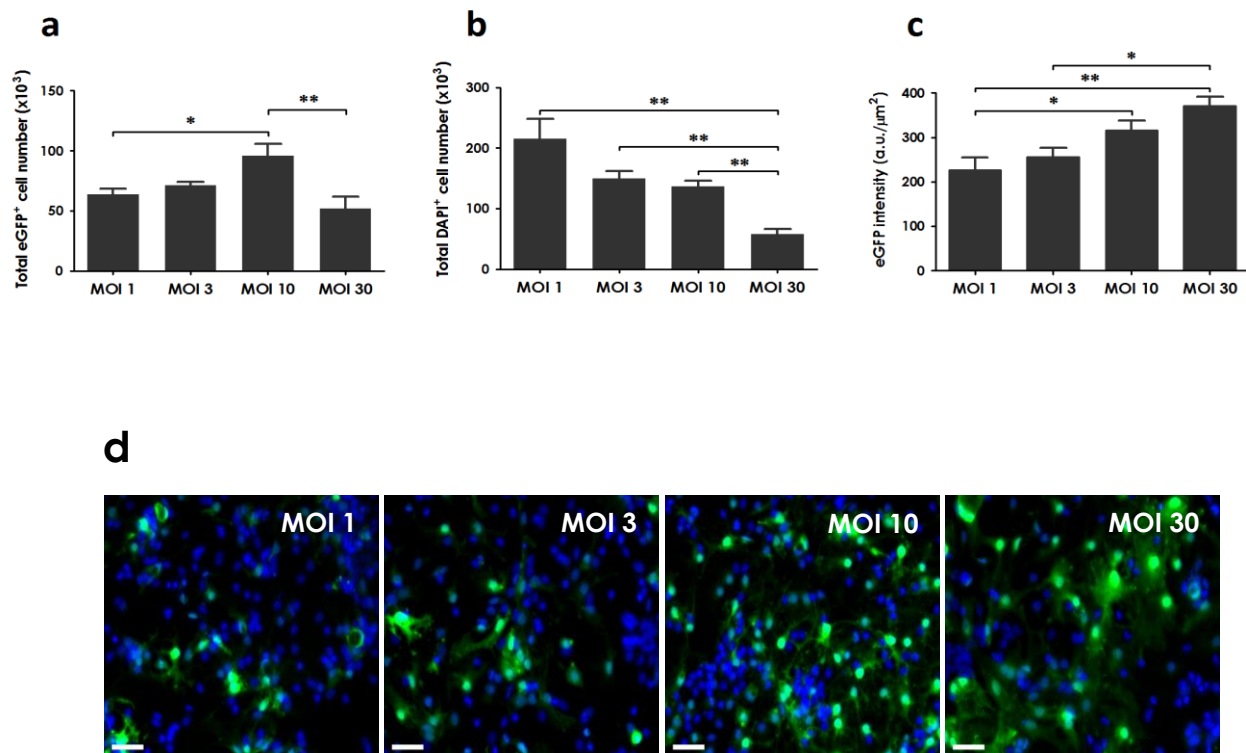 a
Total eGFP⁺ cell number (x10³)
150
100
50
0
*
**
MOI 1 MOI 3 MOI 10 MOI 30
b
Total DAPI⁺ cell number (x10³)
300
200
100
0
**
**
**
MOI 1 MOI 3 MOI 10 MOI 30
c
eGFP intensity (a.u./μm²)
400
300
200
100
0
*
**
*
MOI 1 MOI 3 MOI 10 MOI 30
d
MOI 1 MOI 3 MOI 10 MOI 30